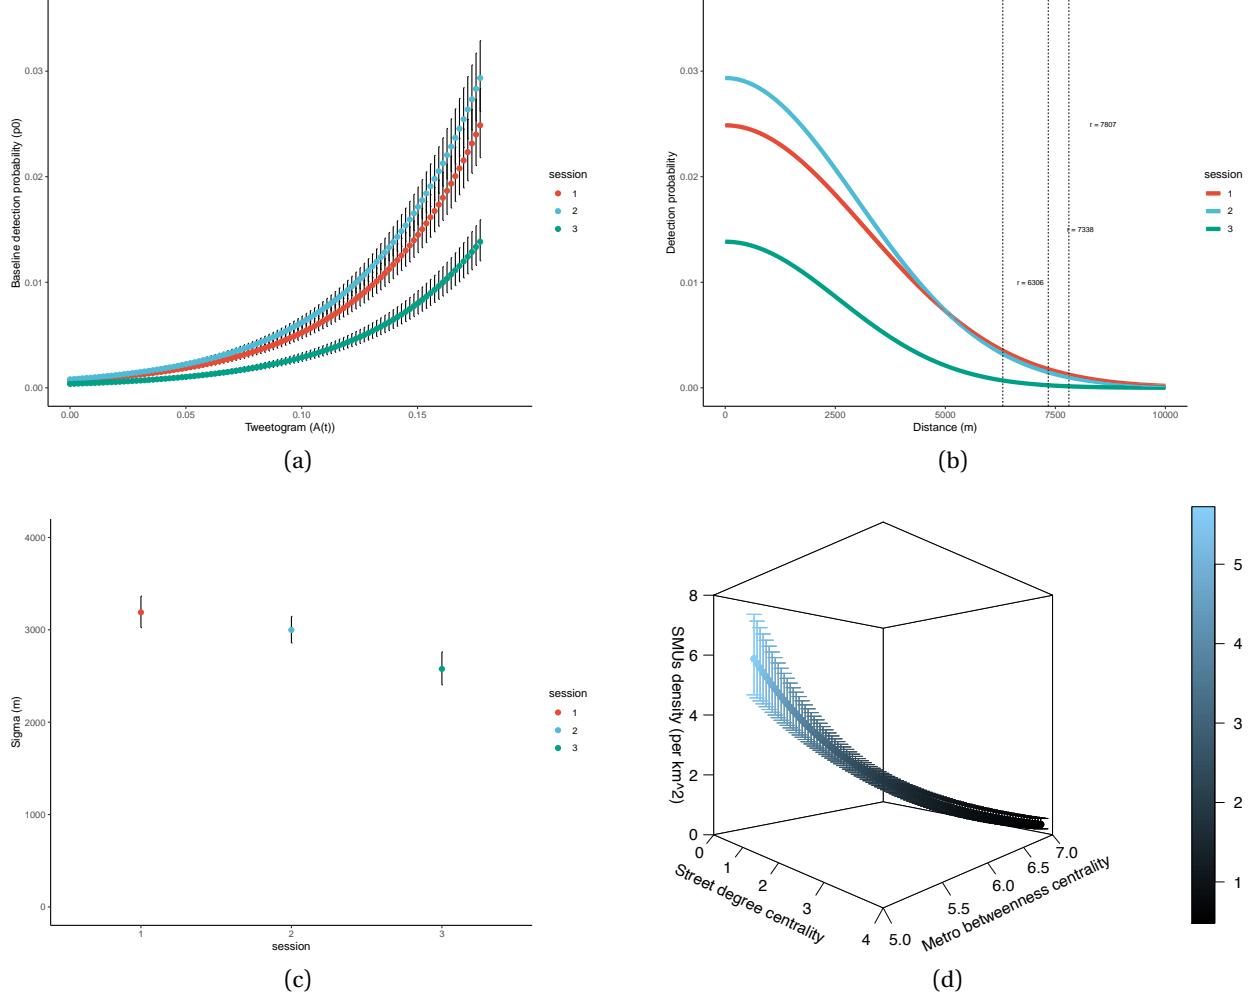 0.03
0.02
0.01
0.00
Baseline detection probability (p0)
0.00
0.05
0.10
0.15
Tweetogram (A(t))
session
1
2
3
(a)
0.03
0.02
0.01
0.00
Detection probability
r = 7807
r = 7338
r = 6306
0
2500
5000
7500
10000
Distance (m)
session
1
2
3
(b)
4000
3000
2000
1000
0
Sigma (m)
1
2
3
session
session
1
2
3
(c)
8
6
4
2
0
SMUs density (per km^2)
0
1
2
3
4
Street degree centrality
5.0
5.5
6.0
6.5
7.0
Metro betweenness centrality
5
4
3
2
1
(d)